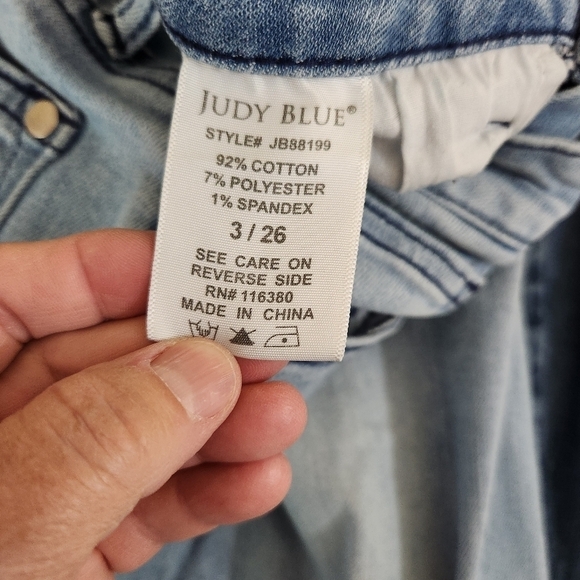 JUDY BLUE®
STYLE# JB88199
92% COTTON
7% POLYESTER
1% SPANDEX
3 / 26
SEE CARE ON
REVERSE SIDE
RN# 116380
MADE IN CHINA